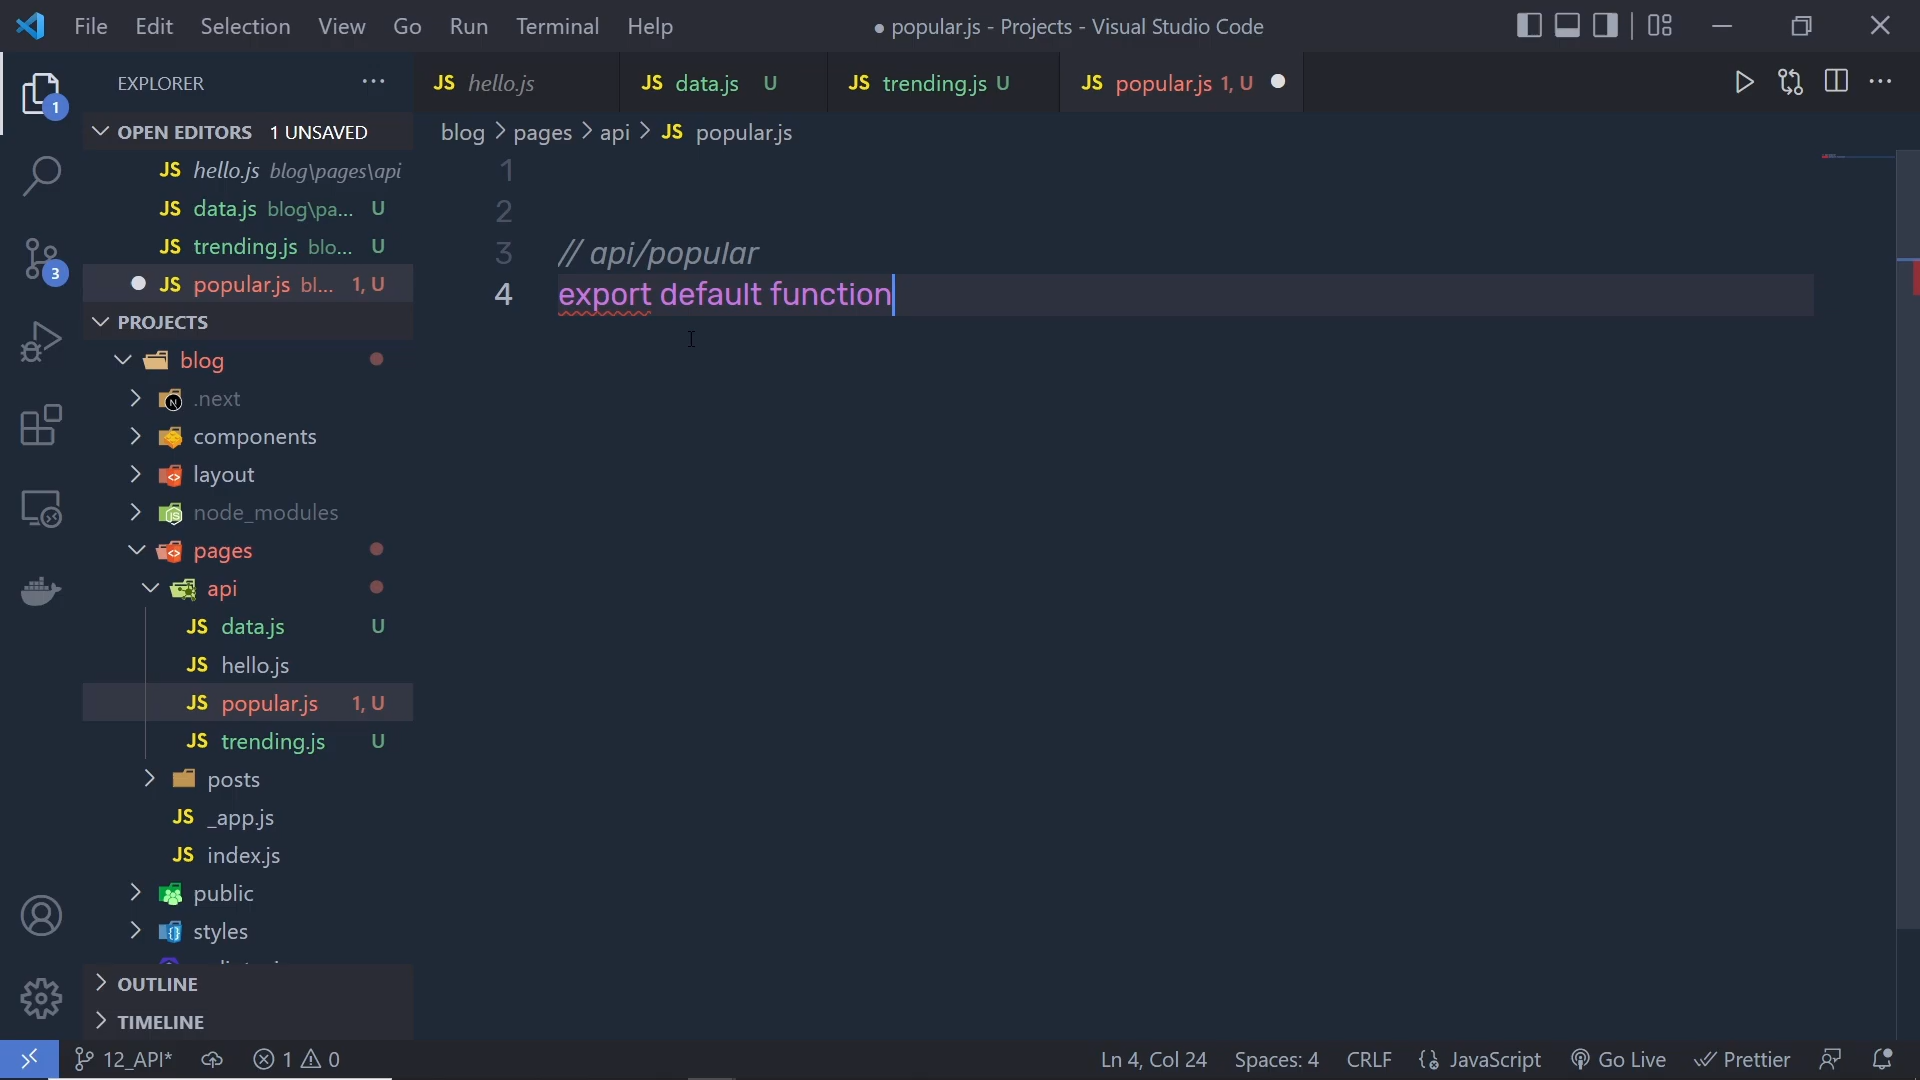 File Edit Selection View Go Run Terminal Help
● popular.js - Projects - Visual Studio Code
EXPLORER ...
JS hello.js
JS data.js U
JS trending.js U
JS popular.js 1, U
1
OPEN EDITORS 1 UNSAVED
JS hello.js blog\pages\api
JS data.js blog\pa... U
JS trending.js blo... U
JS popular.js bl... 1, U
3
PROJECTS
blog
.next
components
layout
node_modules
pages
api
JS data.js U
JS hello.js
JS popular.js 1, U
JS trending.js U
posts
JS _app.js
JS index.js
public
styles
OUTLINE
TIMELINE
blog > pages > api > JS popular.js
1
2
3 // api/popular
4 export default function
12_API* 1 0
Ln 4, Col 24 Spaces: 4 CRLF {} JavaScript Go Live Prettier